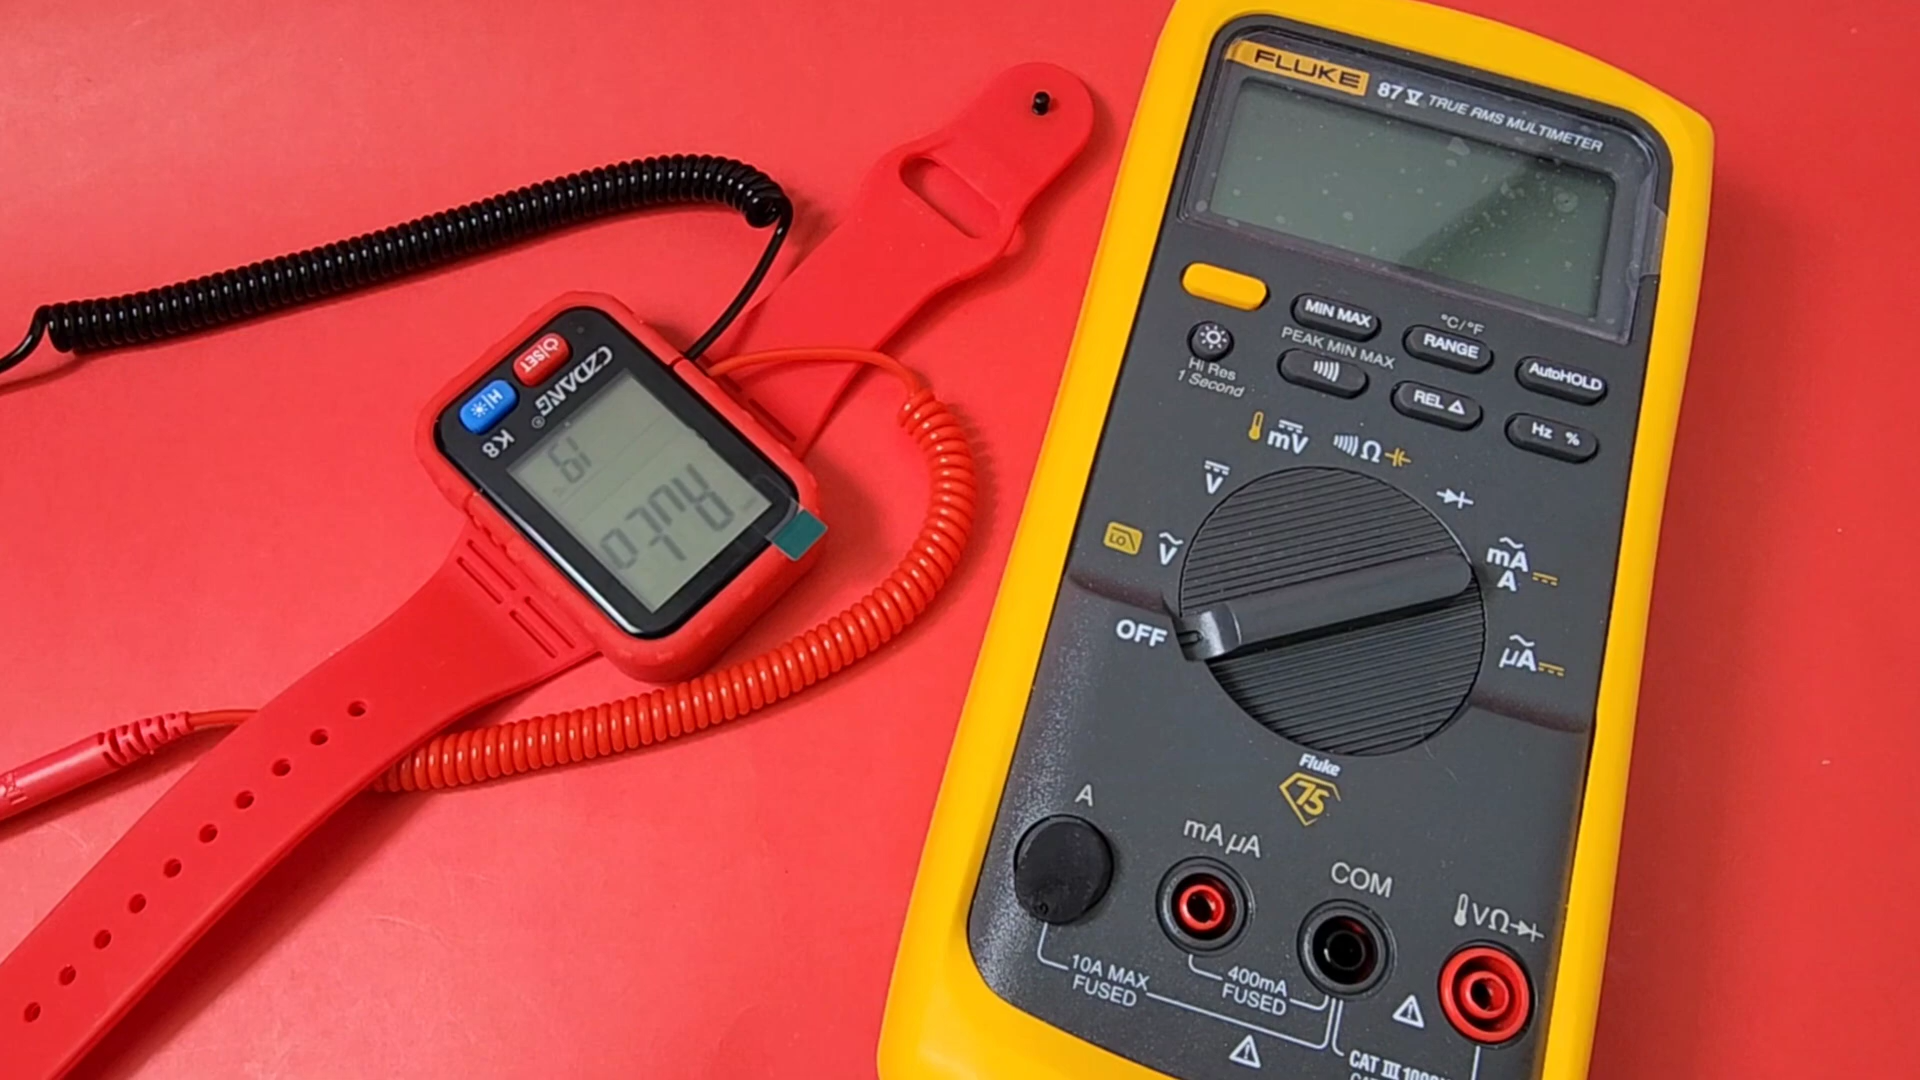 FLUKE 87 V TRUE RMS MULTIMETER
MIN MAX
°C/°F
RANGE
AutoHOLD
PEAK MIN MAX
Hi Res
1 Second
REL Δ
Hz %
mV
Ω
V
LO
V
mA
A
OFF
µA
Fluke
75
A
mA µA
COM
VΩ
10A MAX
FUSED
400mA
FUSED
CAT III
CZDANG®
K8
SET
H
AUTO